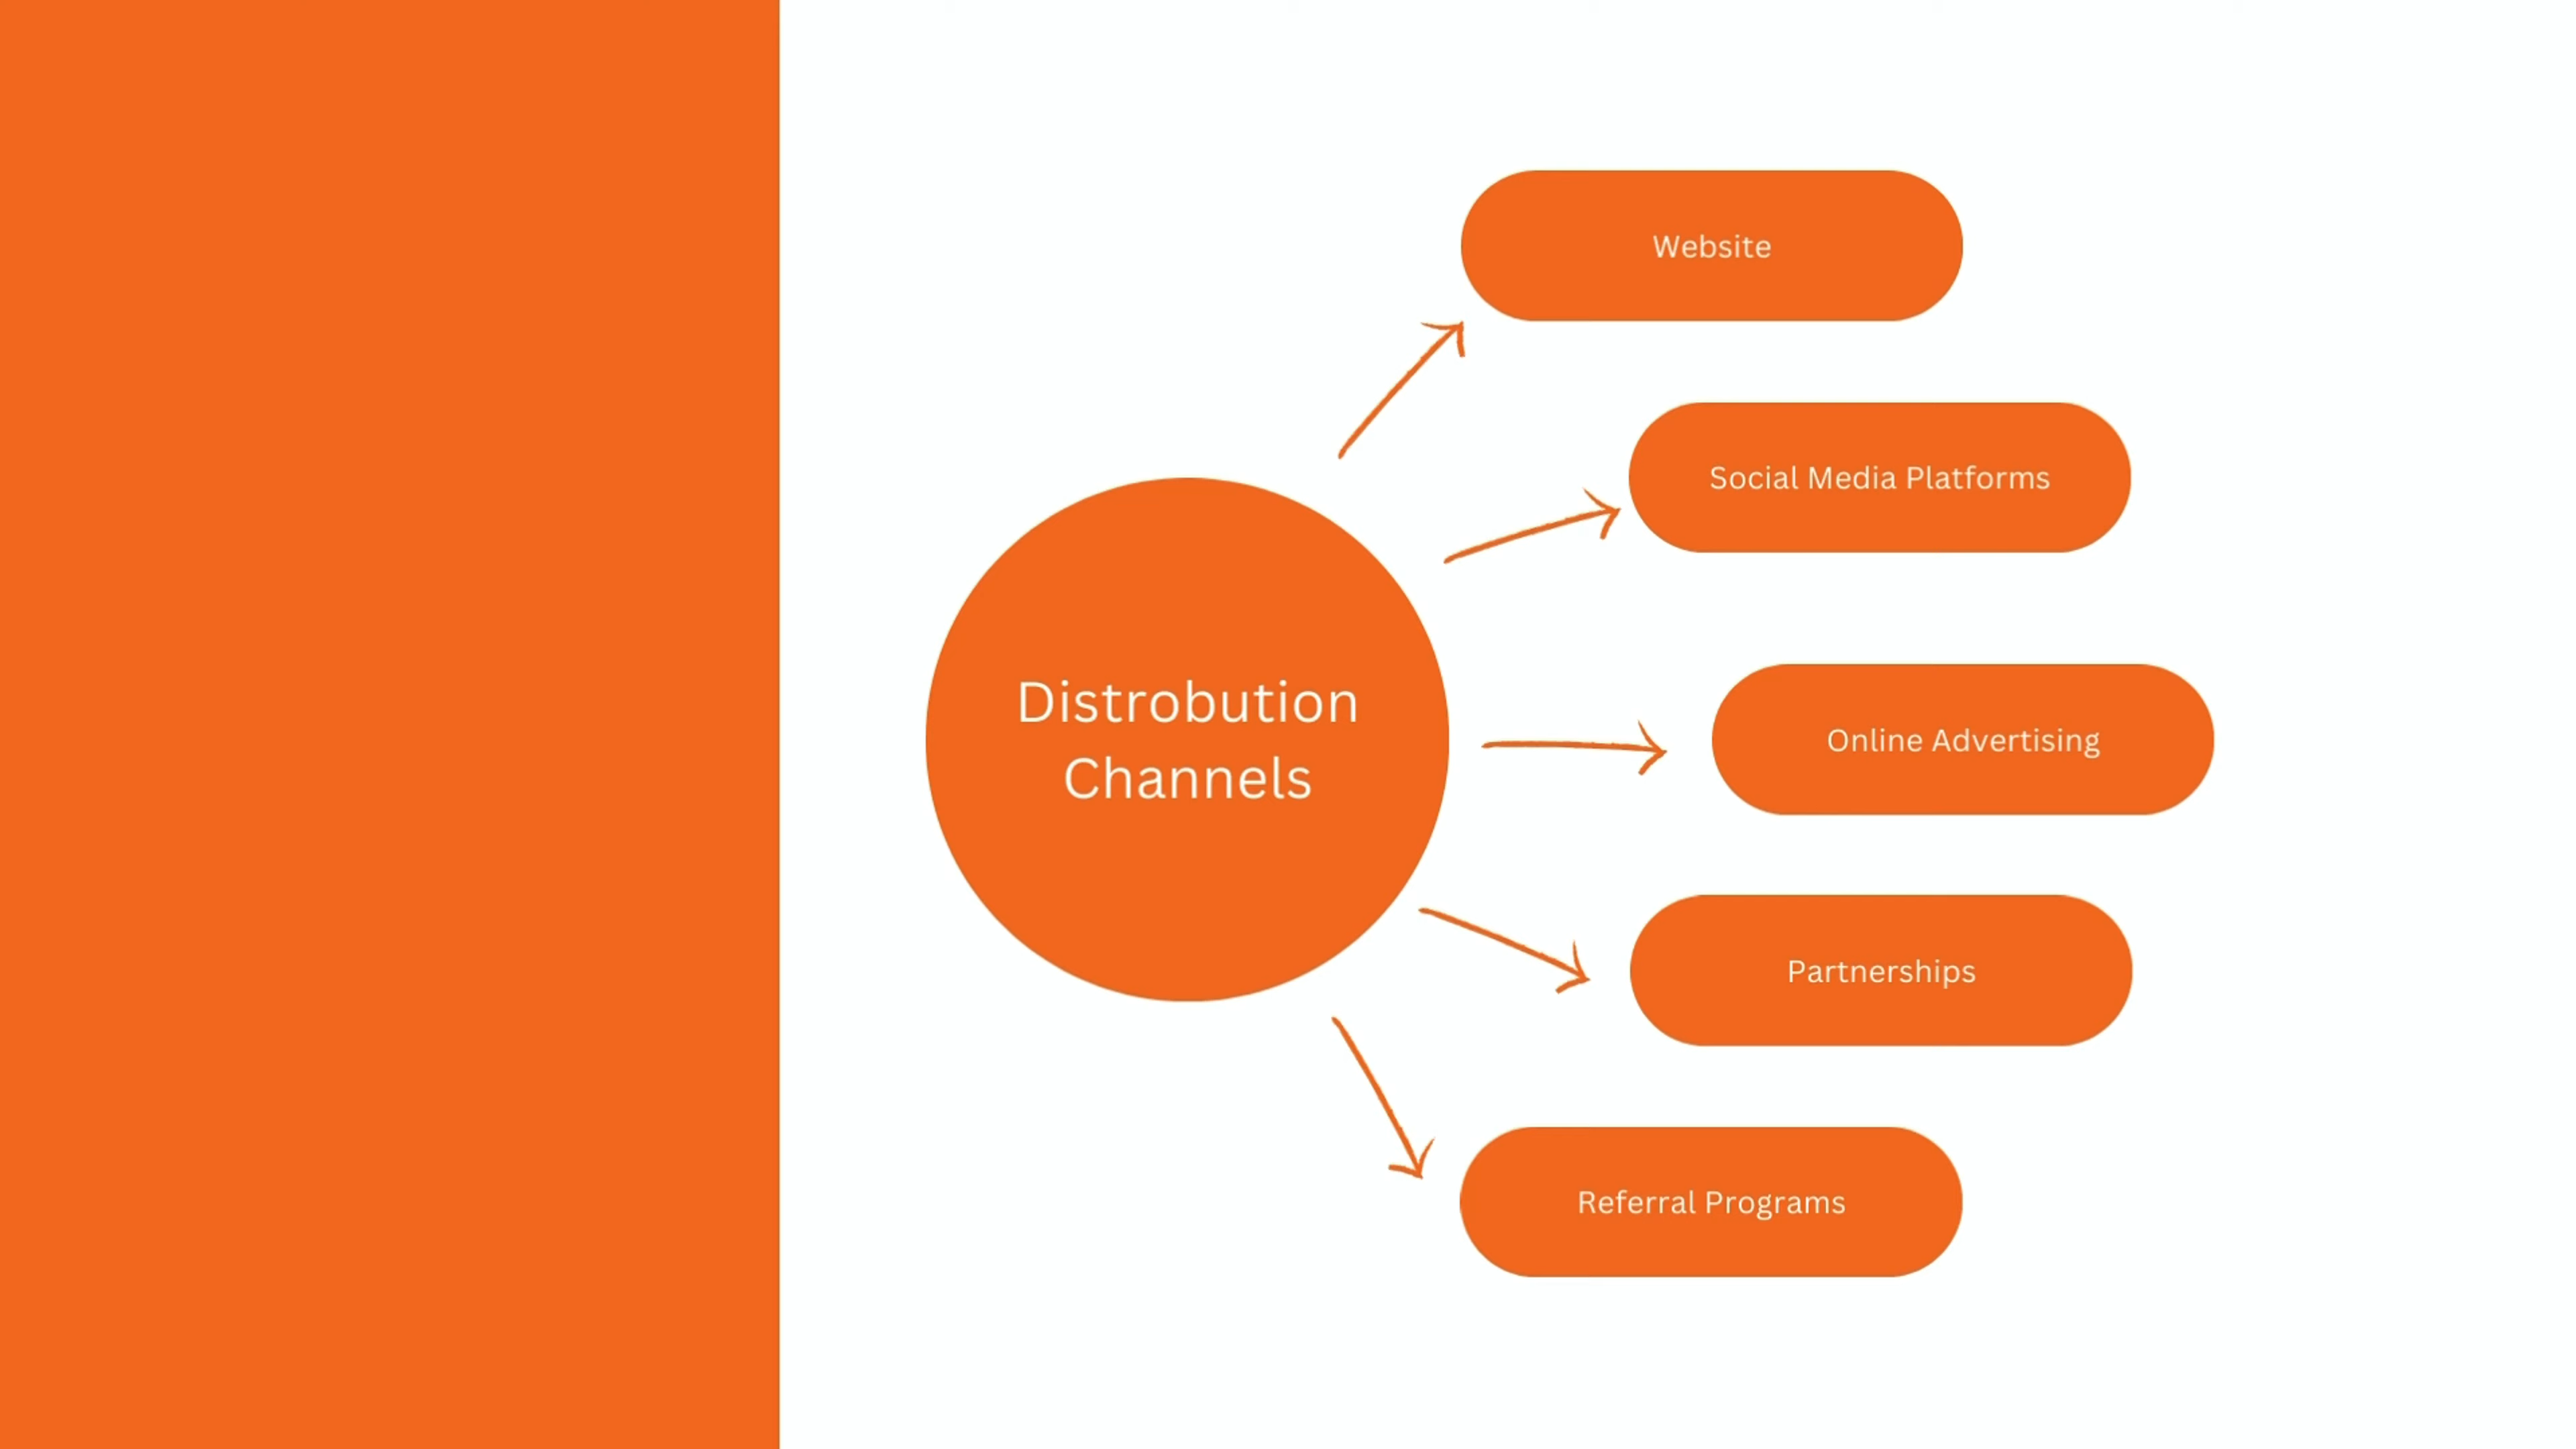 Website
Social Media Platforms
Distrobution
Channels
Online Advertising
Partnerships
Referral Programs